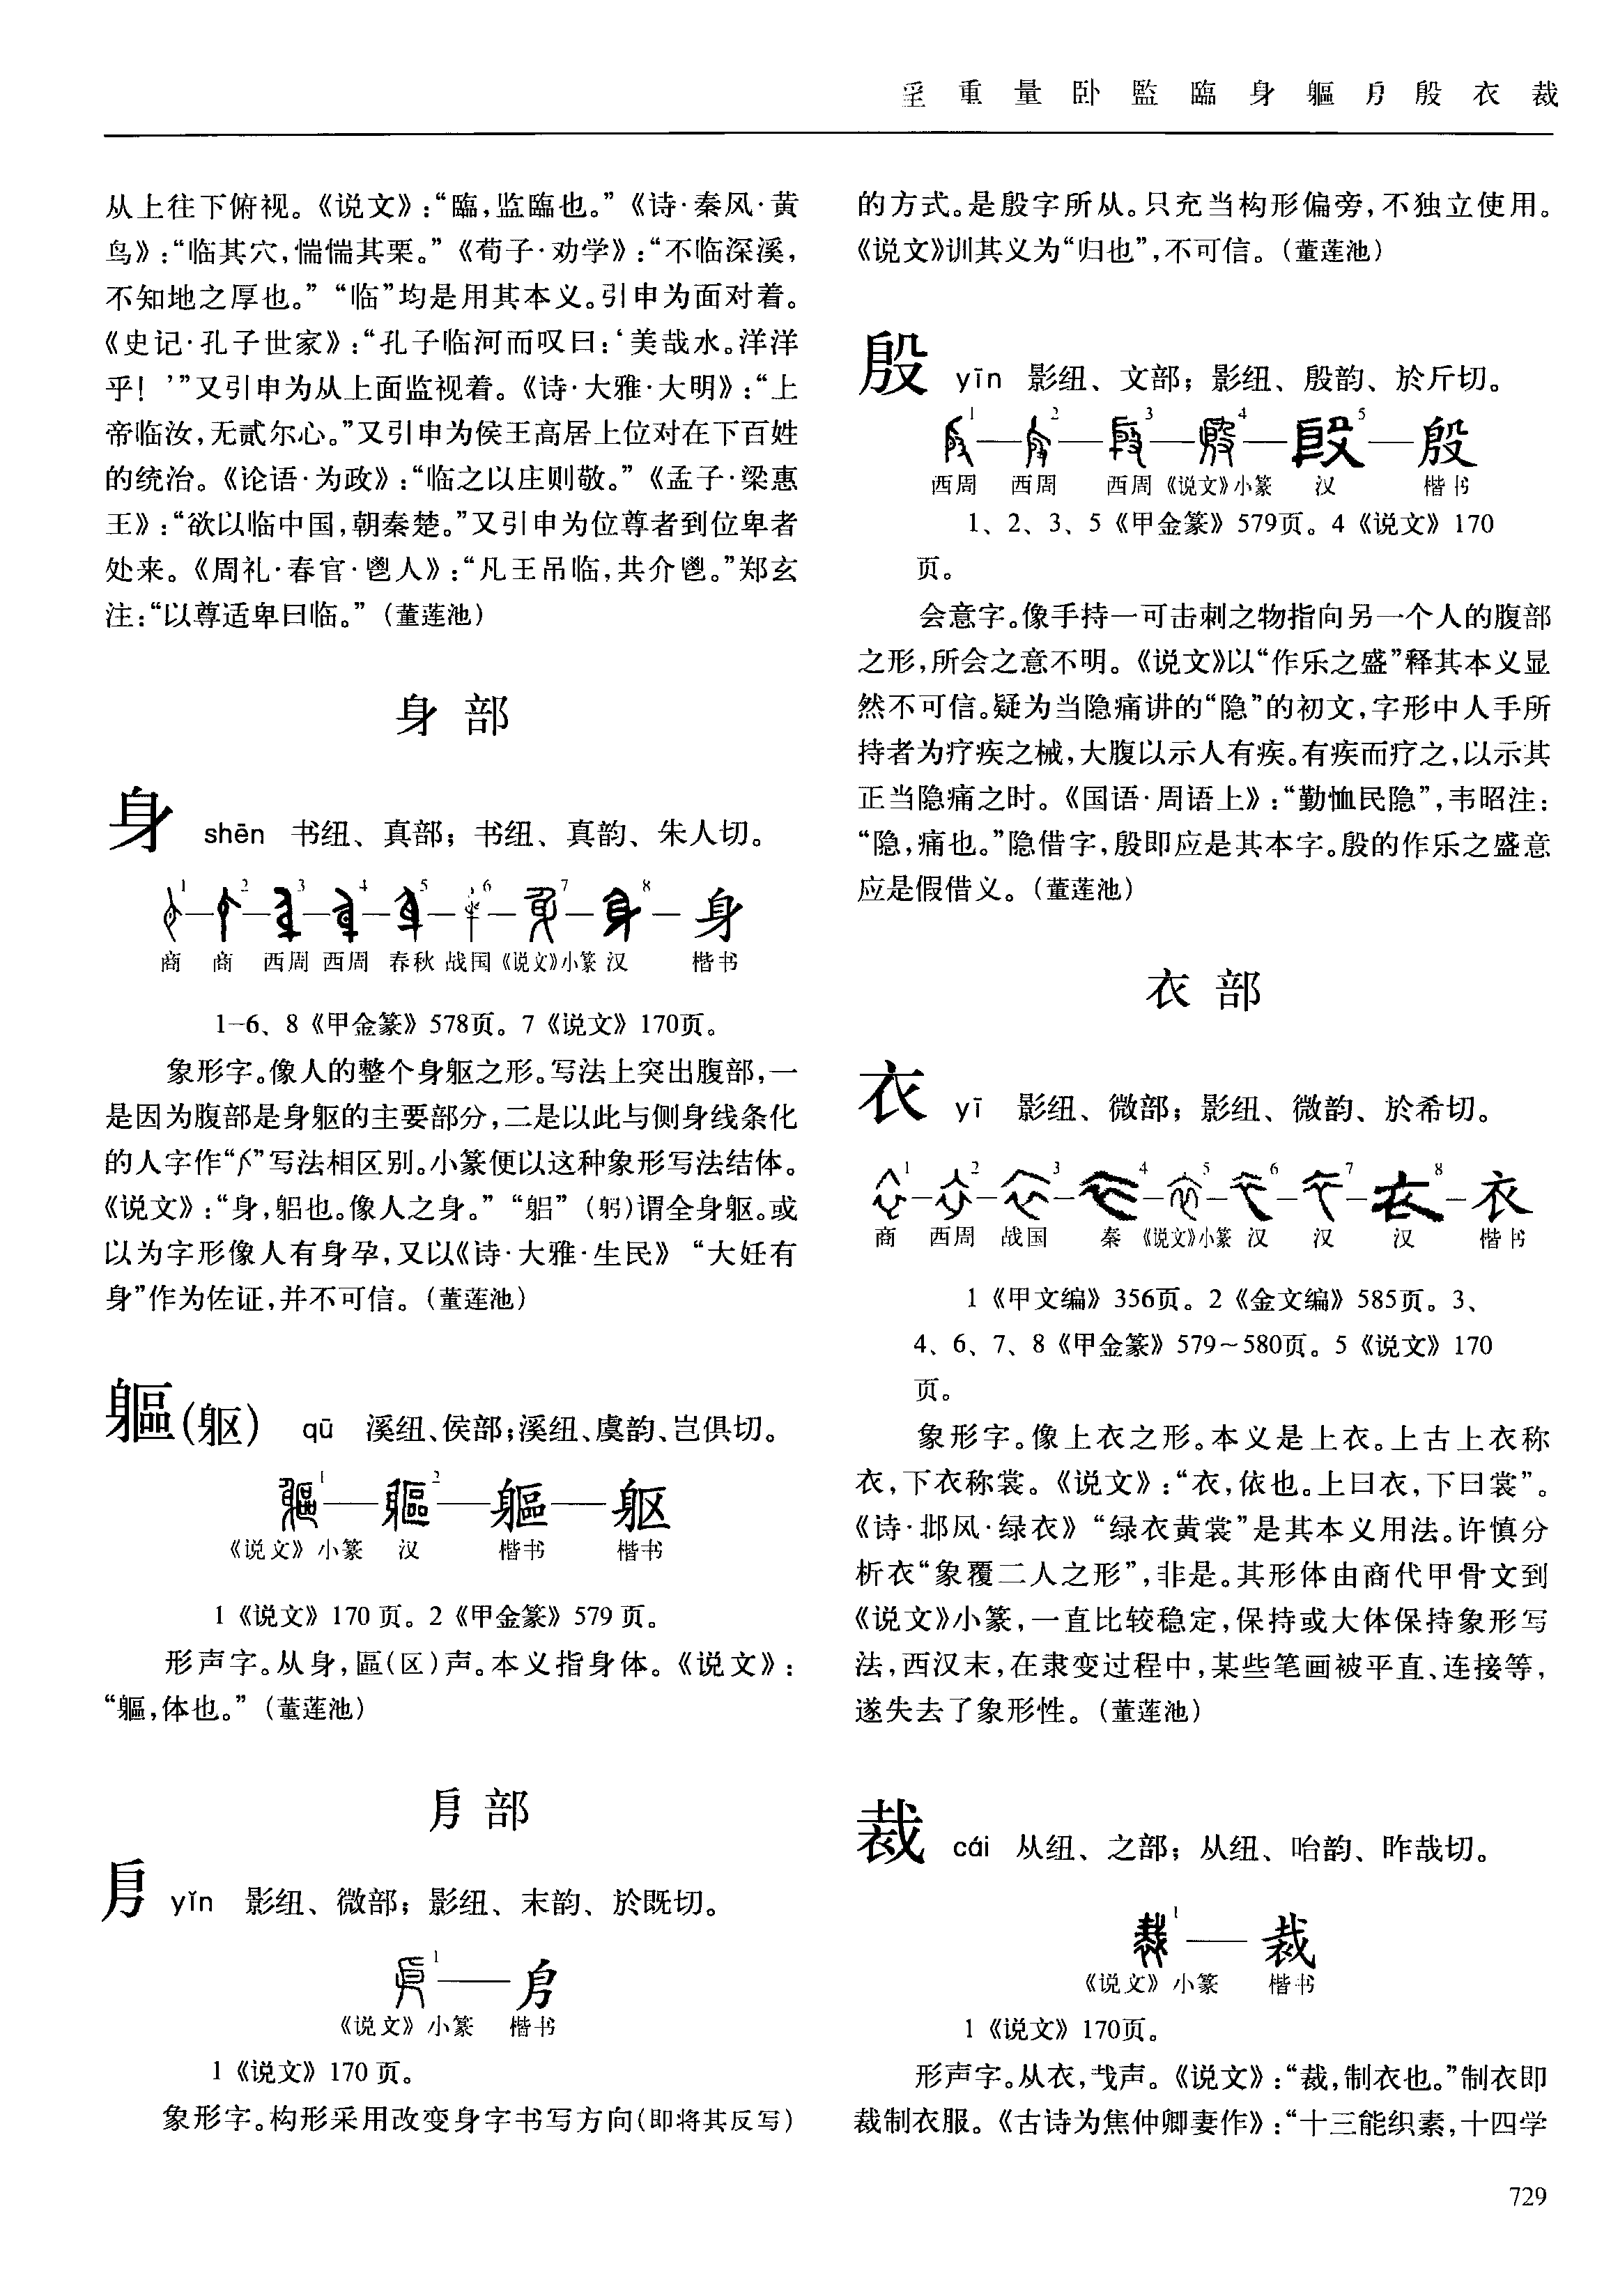 𡈼 重 量 卧 監 臨 身 軀 㐆 殷 衣 裁
从上往下俯视。《说文》:“臨,监臨也。”《诗·秦风·黄
鸟》:“临其穴,惴惴其栗。”《荀子·劝学》:“不临深溪,
不知地之厚也。”“临”均是用其本义。引申为面对着。
《史记·孔子世家》:“孔子临河而叹曰:‘美哉水。洋洋
乎!’”又引申为从上面监视着。《诗·大雅·大明》:“上
帝临汝,无贰尔心。”又引申为侯王高居上位对在下百姓
的统治。《论语·为政》:“临之以庄则敬。”《孟子·梁惠
王》:“欲以临中国,朝秦楚。”又引申为位尊者到位卑者
处来。《周礼·春官·鬯人》:“凡王吊临,共介鬯。”郑玄
注:“以尊适卑曰临。”(董莲池)
身 部
身 shēn 书纽、真部;书纽、真韵、朱人切。
1 2 3 4 5 6 7 8 身
商 商 西周 西周 春秋 战国 《说文》小篆 汉 楷书
1-6、8《甲金篆》578页。7《说文》170页。
象形字。像人的整个身躯之形。写法上突出腹部,一
是因为腹部是身躯的主要部分,二是以此与侧身线条化
的人字作“”写法相区别。小篆便以这种象形写法结体。
《说文》:“身,躳也。像人之身。”“躳”(躬)谓全身躯。或
以为字形像人有身孕,又以《诗·大雅·生民》“大妊有
身”作为佐证,并不可信。(董莲池)
軀(躯) qū 溪纽、侯部;溪纽、虞韵、岂俱切。
1 2 軀 躯
《说文》小篆 汉 楷书 楷书
1《说文》170页。2《甲金篆》579页。
形声字。从身,區(区)声。本义指身体。《说文》:
“軀,体也。”(董莲池)
㐆 部
㐆 yǐn 影纽、微部;影纽、末韵、於既切。
1 㐆
《说文》小篆 楷书
1《说文》170页。
象形字。构形采用改变身字书写方向(即将其反写)
的方式。是殷字所从。只充当构形偏旁,不独立使用。
《说文》训其义为“归也”,不可信。(董莲池)
殷 yīn 影纽、文部;影纽、殷韵、於斤切。
1 2 3 4 5 殷
西周 西周 西周 《说文》小篆 汉 楷书
1、2、3、5《甲金篆》579页。4《说文》170
页。
会意字。像手持一可击刺之物指向另一个人的腹部
之形,所会之意不明。《说文》以“作乐之盛”释其本义显
然不可信。疑为当隐痛讲的“隐”的初文,字形中人手所
持者为疗疾之械,大腹以示人有疾。有疾而疗之,以示其
正当隐痛之时。《国语·周语上》:“勤恤民隐”,韦昭注:
“隐,痛也。”隐借字,殷即应是其本字。殷的作乐之盛意
应是假借义。(董莲池)
衣 部
衣 yī 影纽、微部;影纽、微韵、於希切。
1 2 3 4 5 6 7 8 衣
商 西周 战国 秦 《说文》小篆 汉 汉 汉 楷书
1《甲文编》356页。2《金文编》585页。3、
4、6、7、8《甲金篆》579~580页。5《说文》170
页。
象形字。像上衣之形。本义是上衣。上古上衣称
衣,下衣称裳。《说文》:“衣,依也。上曰衣,下曰裳”。
《诗·邶风·绿衣》“绿衣黄裳”是其本义用法。许慎分
析衣“象覆二人之形”,非是。其形体由商代甲骨文到
《说文》小篆,一直比较稳定,保持或大体保持象形写
法,西汉末,在隶变过程中,某些笔画被平直、连接等,
遂失去了象形性。(董莲池)
裁 cái 从纽、之部;从纽、咍韵、昨哉切。
1 裁
《说文》小篆 楷书
1《说文》170页。
形声字。从衣,𢦏声。《说文》:“裁,制衣也。”制衣即
裁制衣服。《古诗为焦仲卿妻作》:“十三能织素,十四学
729